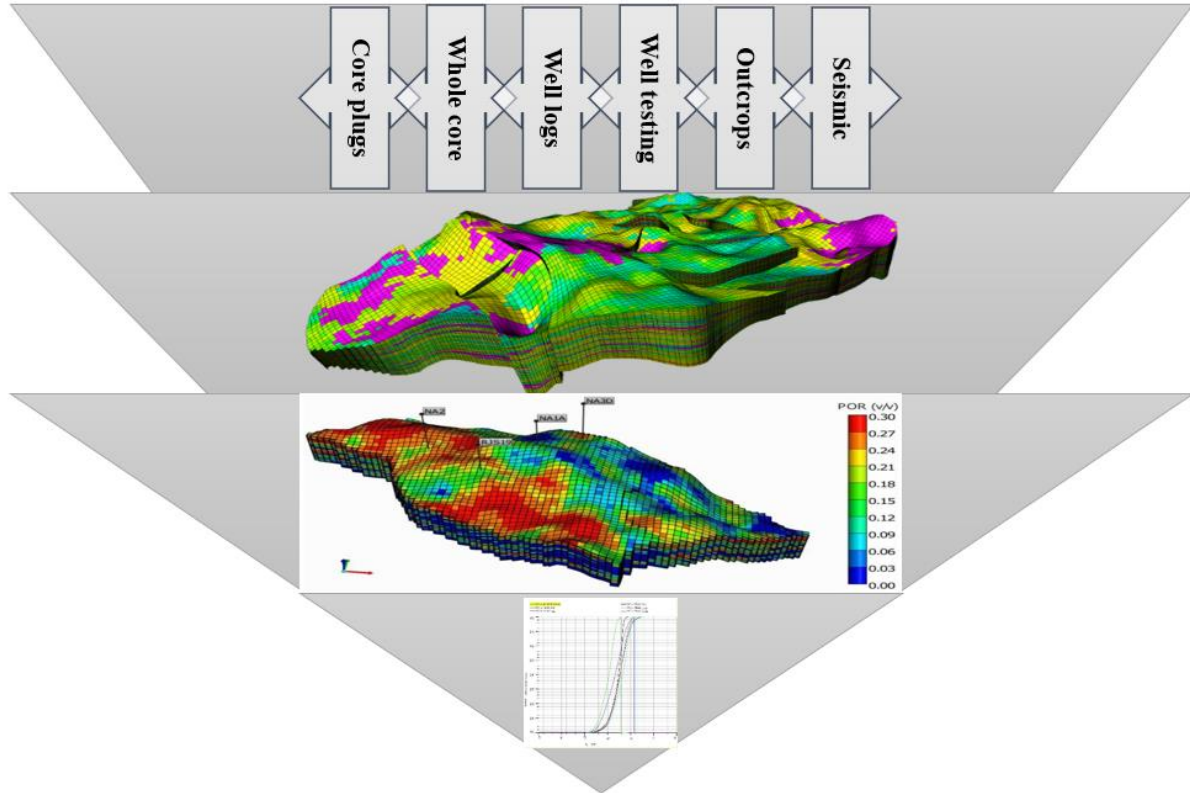 Core plugs
Whole core
Well logs
Well testing
Outcrops
Seismic
POR (v/v)
0.30
0.27
0.24
0.21
0.18
0.15
0.12
0.09
0.06
0.03
0.00
NA2
NA1A
NA3D
RJS19